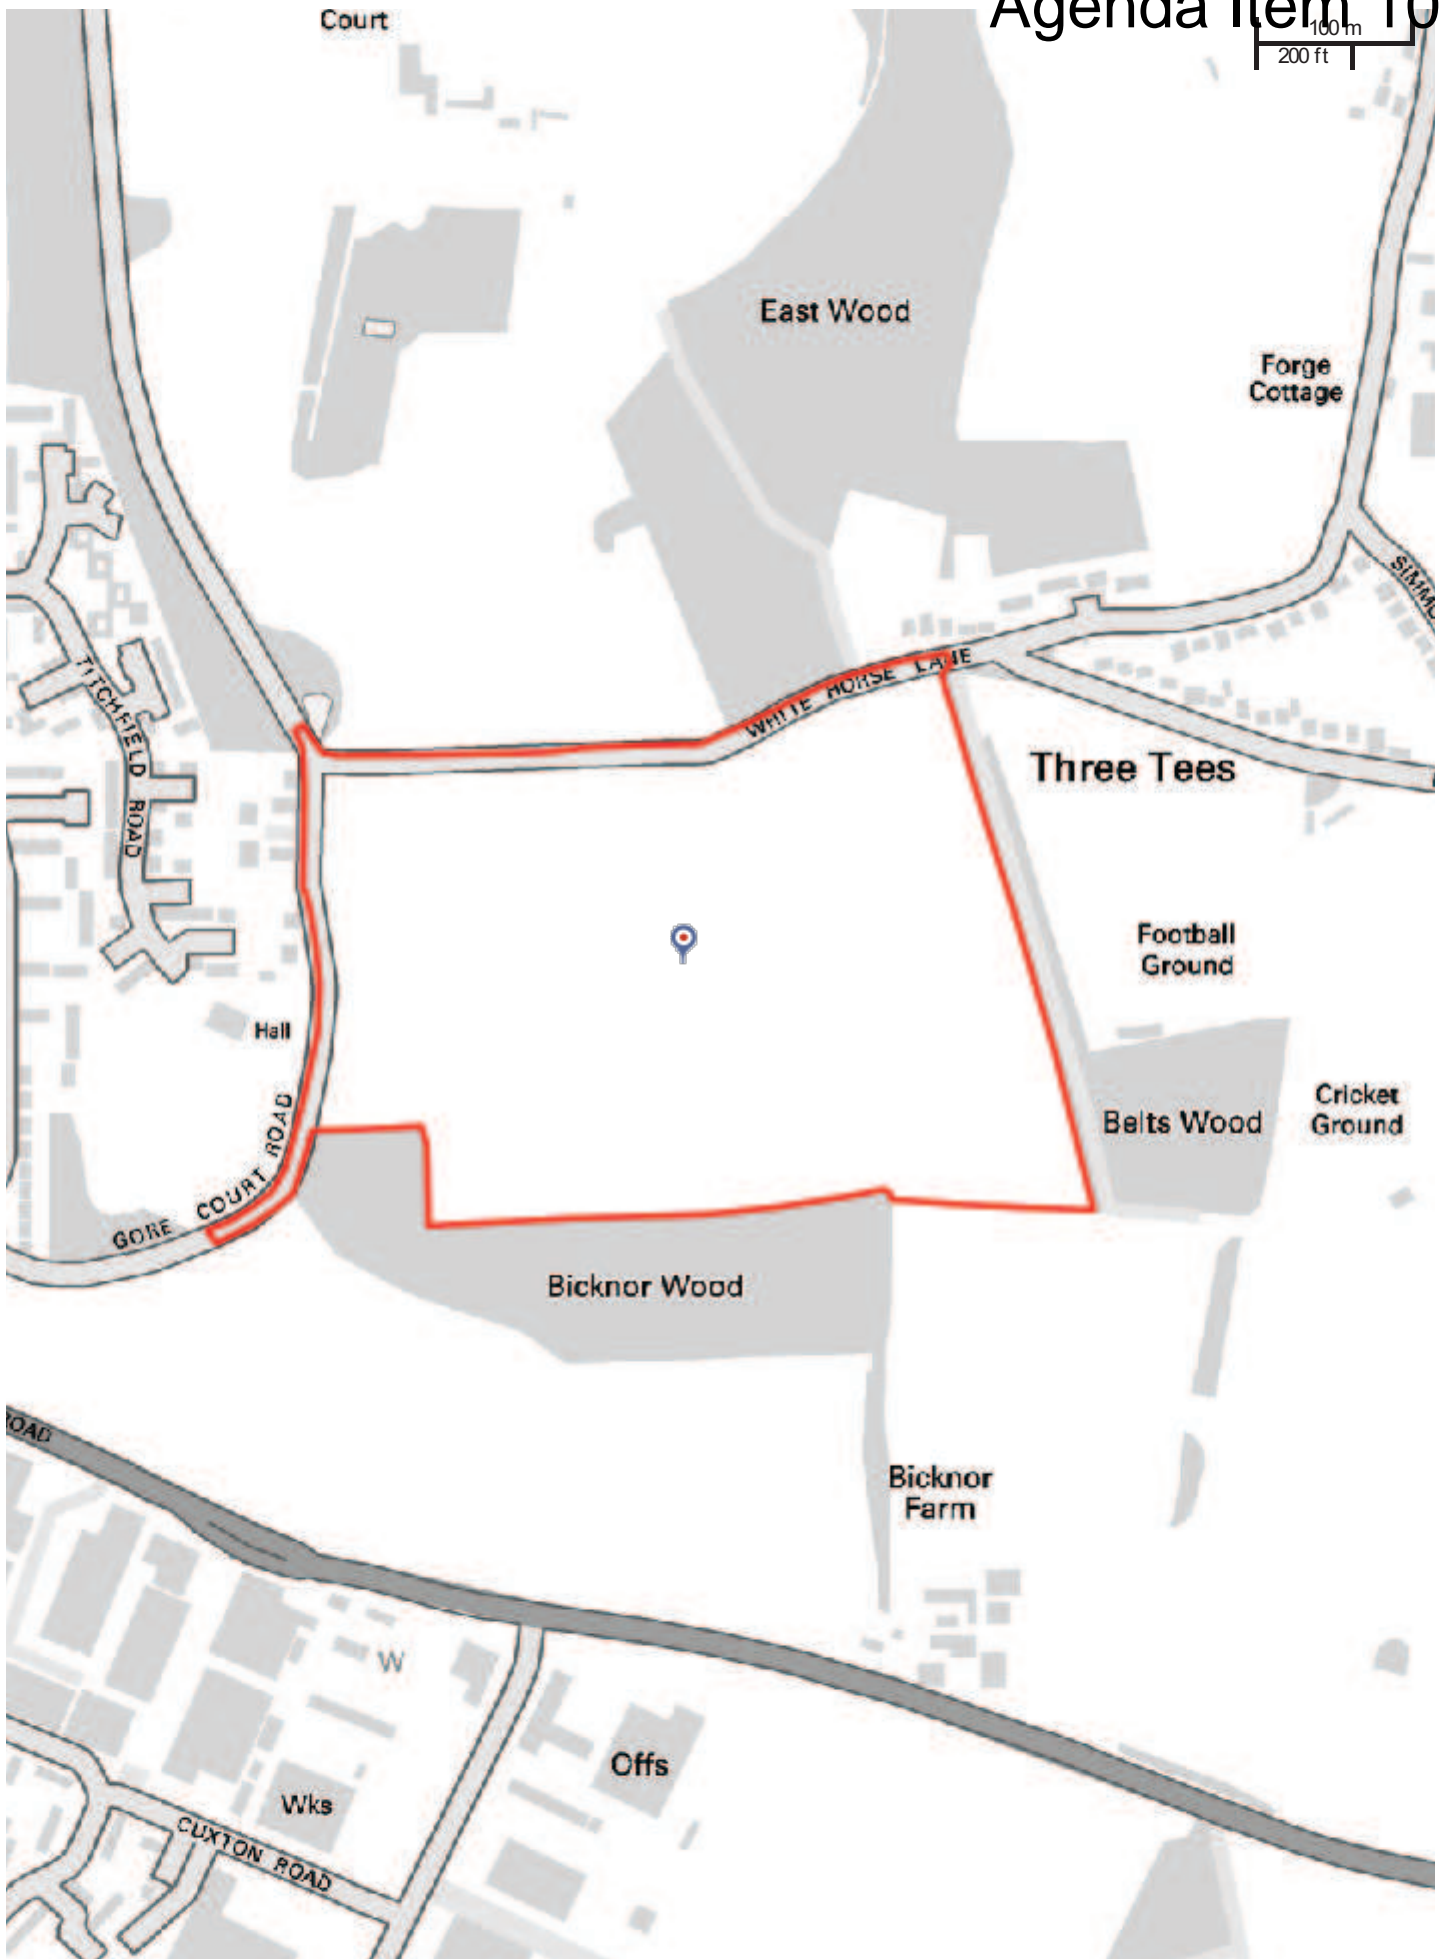 Agenda Item 10
Court
100 m
200 ft
East Wood
Forge
Cottage
TITCHFIELD ROAD
WHITE HORSE LANE
Three Tees
Football
Ground
Hall
GORE COURT ROAD
Belts Wood
Cricket
Ground
Bicknor Wood
ROAD
Bicknor
Farm
W
Offs
Wks
CUXTON ROAD